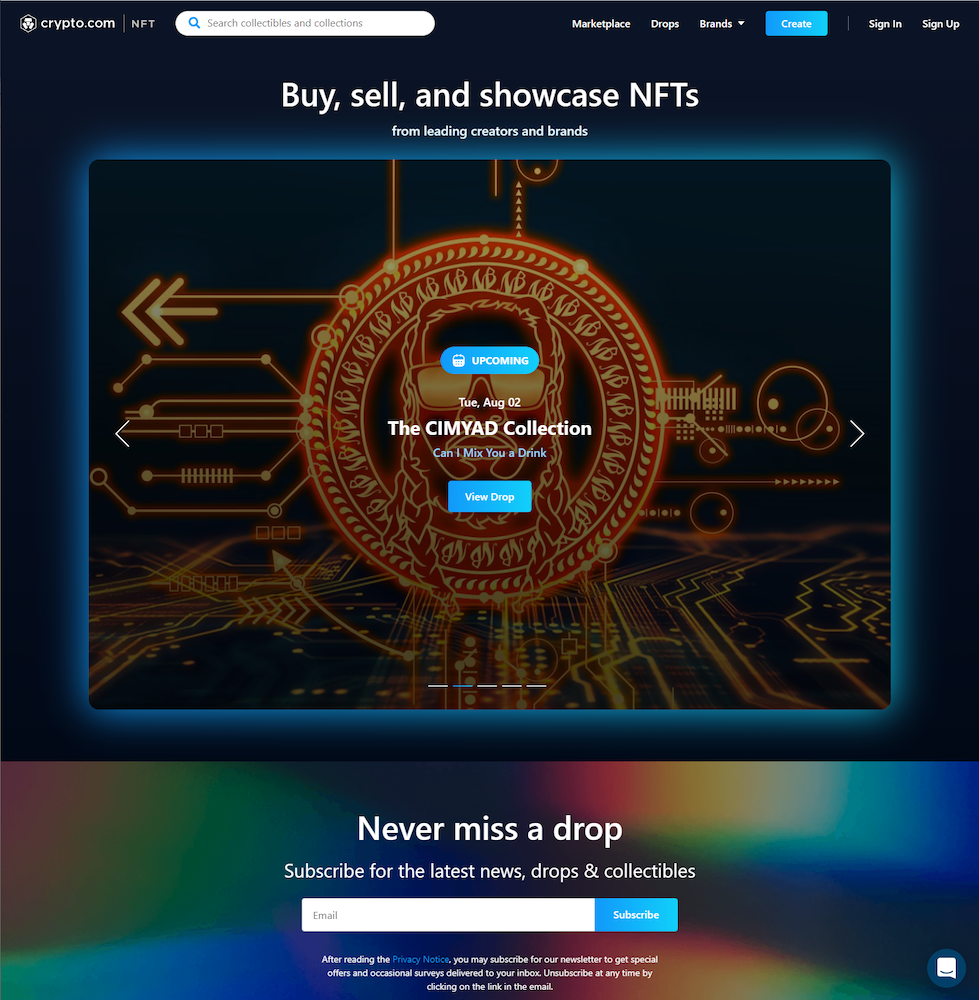 crypto.com | NFT
Search collectibles and collections
Marketplace
Drops
Brands
Create
Sign In
Sign Up
Buy, sell, and showcase NFTs
from leading creators and brands
UPCOMING
Tue, Aug 02
The CIMYAD Collection
Can I Mix You a Drink
View Drop
Never miss a drop
Subscribe for the latest news, drops & collectibles
Email
Subscribe
After reading the Privacy Notice, you may subscribe for our newsletter to get special
offers and occasional surveys delivered to your inbox. Unsubscribe at any time by
clicking on the link in the email.